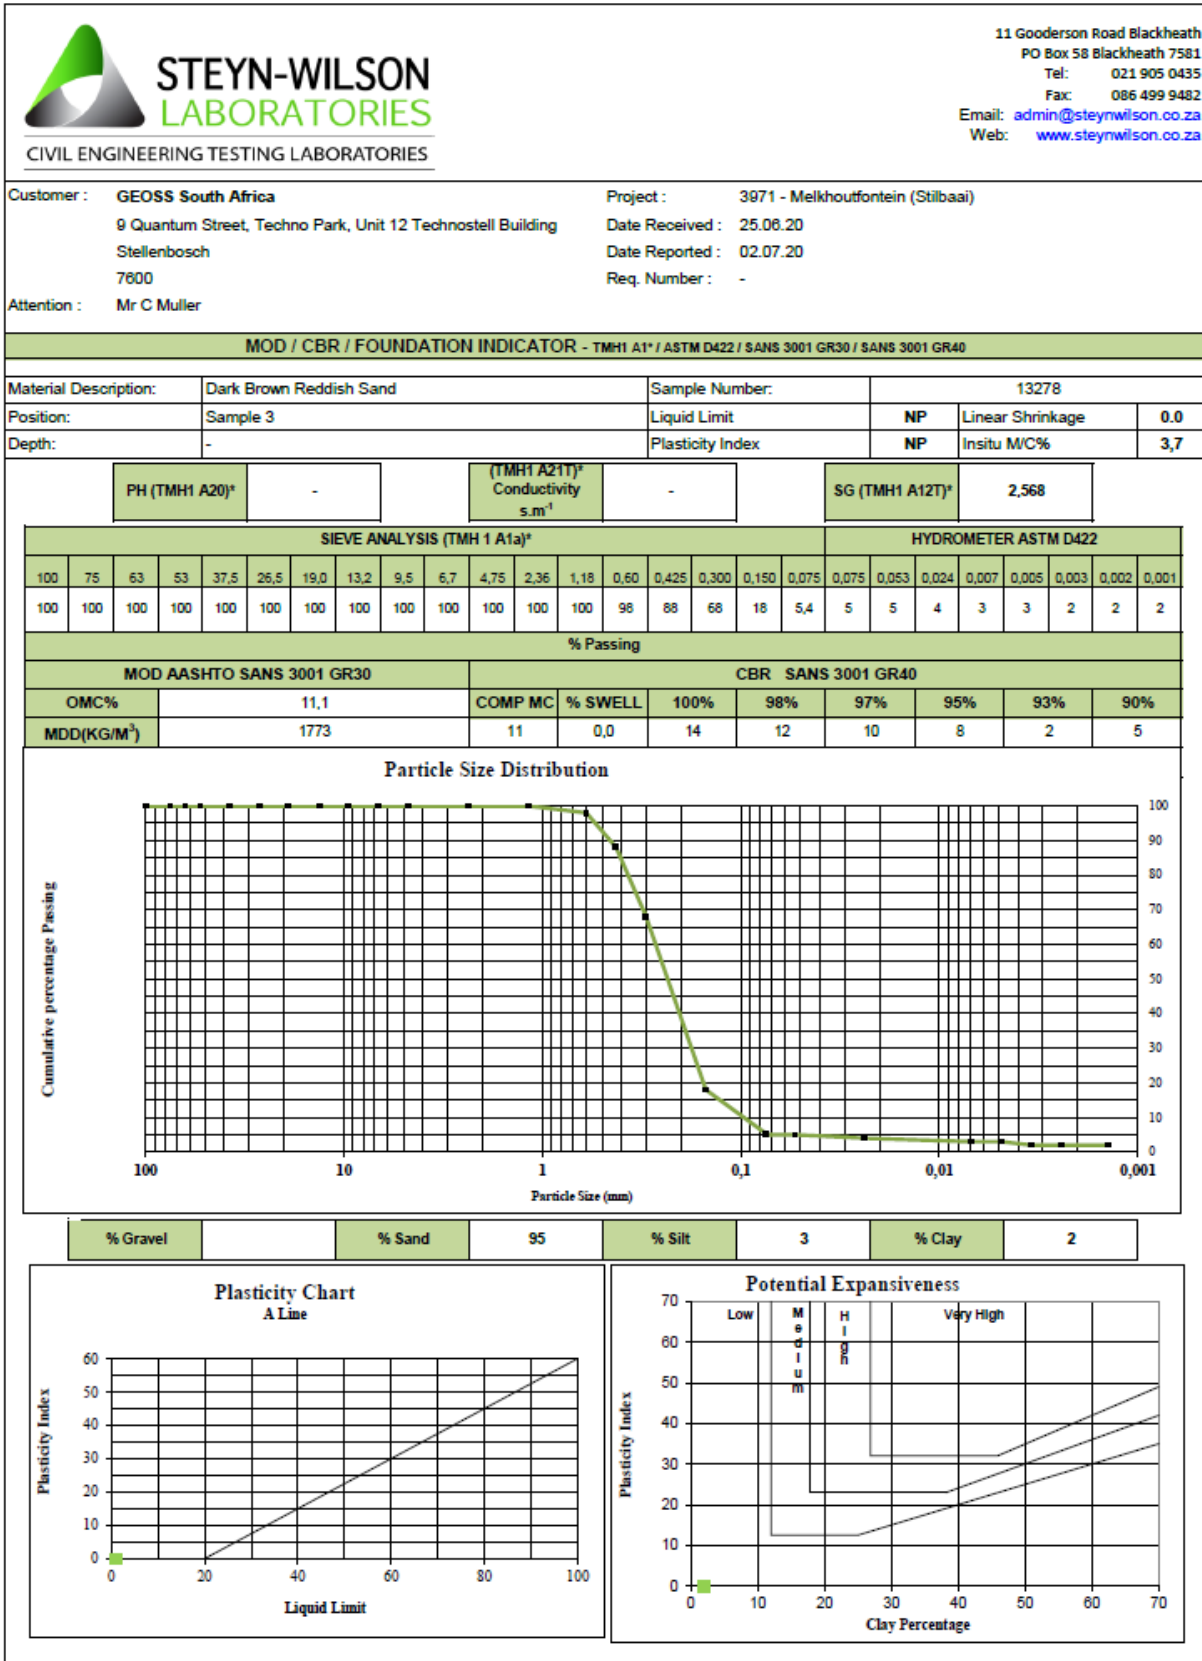 STEYN-WILSON
LABORATORIES
CIVIL ENGINEERING TESTING LABORATORIES
11 Gooderson Road Blackheath
PO Box 58 Blackheath 7581
Tel: 021 905 0435
Fax: 086 499 9482
Email: admin@steynwilson.co.za
Web: www.steynwilson.co.za
Customer : GEOSS South Africa Project : 3971 - Melkhoutfontein (Stilbaai)
9 Quantum Street, Techno Park, Unit 12 Technostell Building Date Received : 25.06.20
Stellenbosch Date Reported : 02.07.20
7600 Req. Number : -
Attention : Mr C Muller
MOD / CBR / FOUNDATION INDICATOR - TMH1 A1* / ASTM D422 / SANS 3001 GR30 / SANS 3001 GR40
Material Description: Dark Brown Reddish Sand Sample Number: 13278
Position: Sample 3 Liquid Limit NP Linear Shrinkage 0.0
Depth: - Plasticity Index NP Insitu M/C% 3,7
PH (TMH1 A20)* - (TMH1 A21T)* Conductivity s.m⁻¹ - SG (TMH1 A12T)* 2,568
SIEVE ANALYSIS (TMH 1 A1a)* HYDROMETER ASTM D422
100 75 63 53 37,5 26,5 19,0 13,2 9,5 6,7 4,75 2,36 1,18 0,60 0,425 0,300 0,150 0,075 0,075 0,053 0,024 0,007 0,005 0,003 0,002 0,001
100 100 100 100 100 100 100 100 100 100 100 100 100 98 88 68 18 5,4 5 5 4 3 3 2 2 2
% Passing
MOD AASHTO SANS 3001 GR30 CBR SANS 3001 GR40
OMC% 11,1 COMP MC % SWELL 100% 98% 97% 95% 93% 90%
MDD(KG/M³) 1773 11 0,0 14 12 10 8 2 5
Particle Size Distribution
Cumulative percentage Passing
100
90
80
70
60
50
40
30
20
10
0
100 10 1 0,1 0,01 0,001
Particle Size (mm)
% Gravel % Sand 95 % Silt 3 % Clay 2
Plasticity Chart
A Line
Plasticity Index
60
50
40
30
20
10
0
0 20 40 60 80 100
Liquid Limit
Potential Expansiveness
Plasticity Index
70
60
50
40
30
20
10
0
Low Medium High Very High
0 10 20 30 40 50 60 70
Clay Percentage